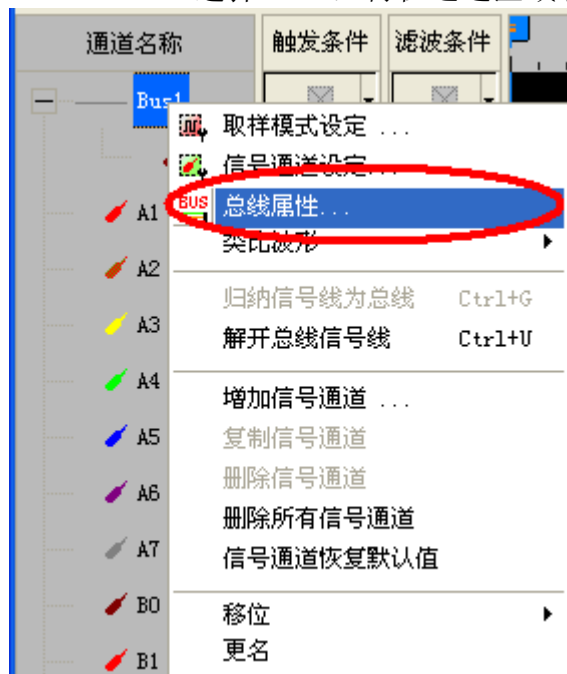 通道名称 触发条件 滤波条件
Bus1
取样模式设定 ...
信号通道设定...
A1 BUS 总线属性...
类比波形
A2
归纳信号线为总线 Ctrl+G
A3
解开总线信号线 Ctrl+U
A4
增加信号通道 ...
A5 复制信号通道
A6 删除信号通道
删除所有信号通道
A7 信号通道恢复默认值
B0 移位
B1 更名